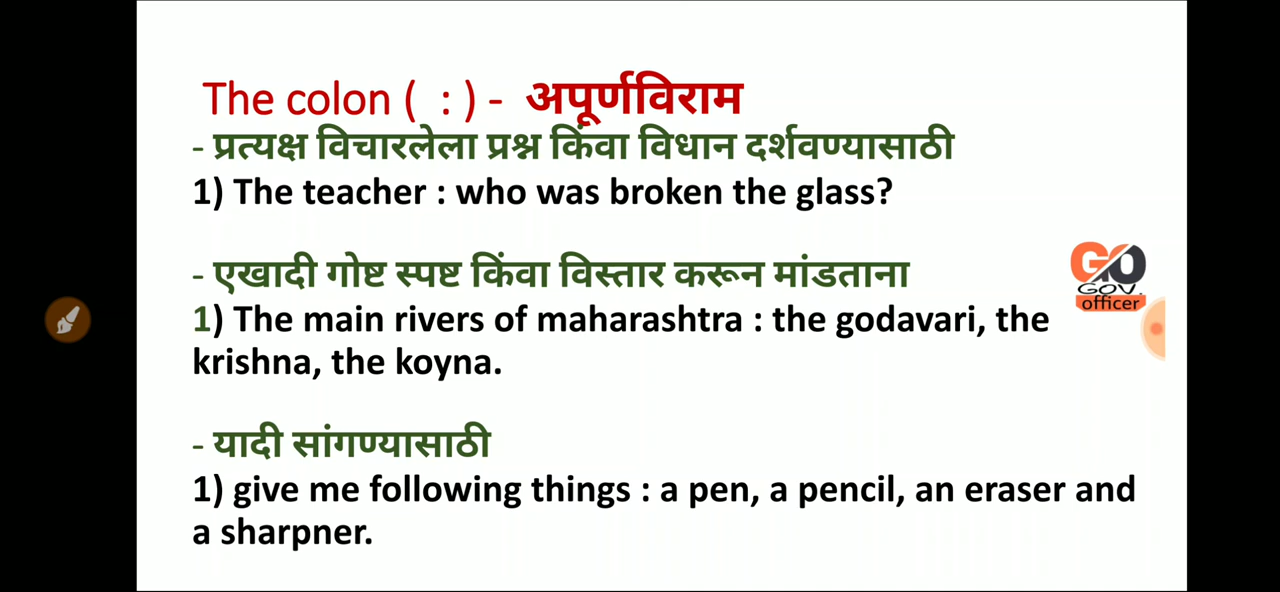 The colon ( : ) - अपूर्णविराम
- प्रत्यक्ष विचारलेला प्रश्न किंवा विधान दर्शवण्यासाठी
1) The teacher : who was broken the glass?
- एखादी गोष्ट स्पष्ट किंवा विस्तार करून मांडताना
1) The main rivers of maharashtra : the godavari, the
krishna, the koyna.
- यादी सांगण्यासाठी
1) give me following things : a pen, a pencil, an eraser and
a sharpner.
GO
GOV.
officer